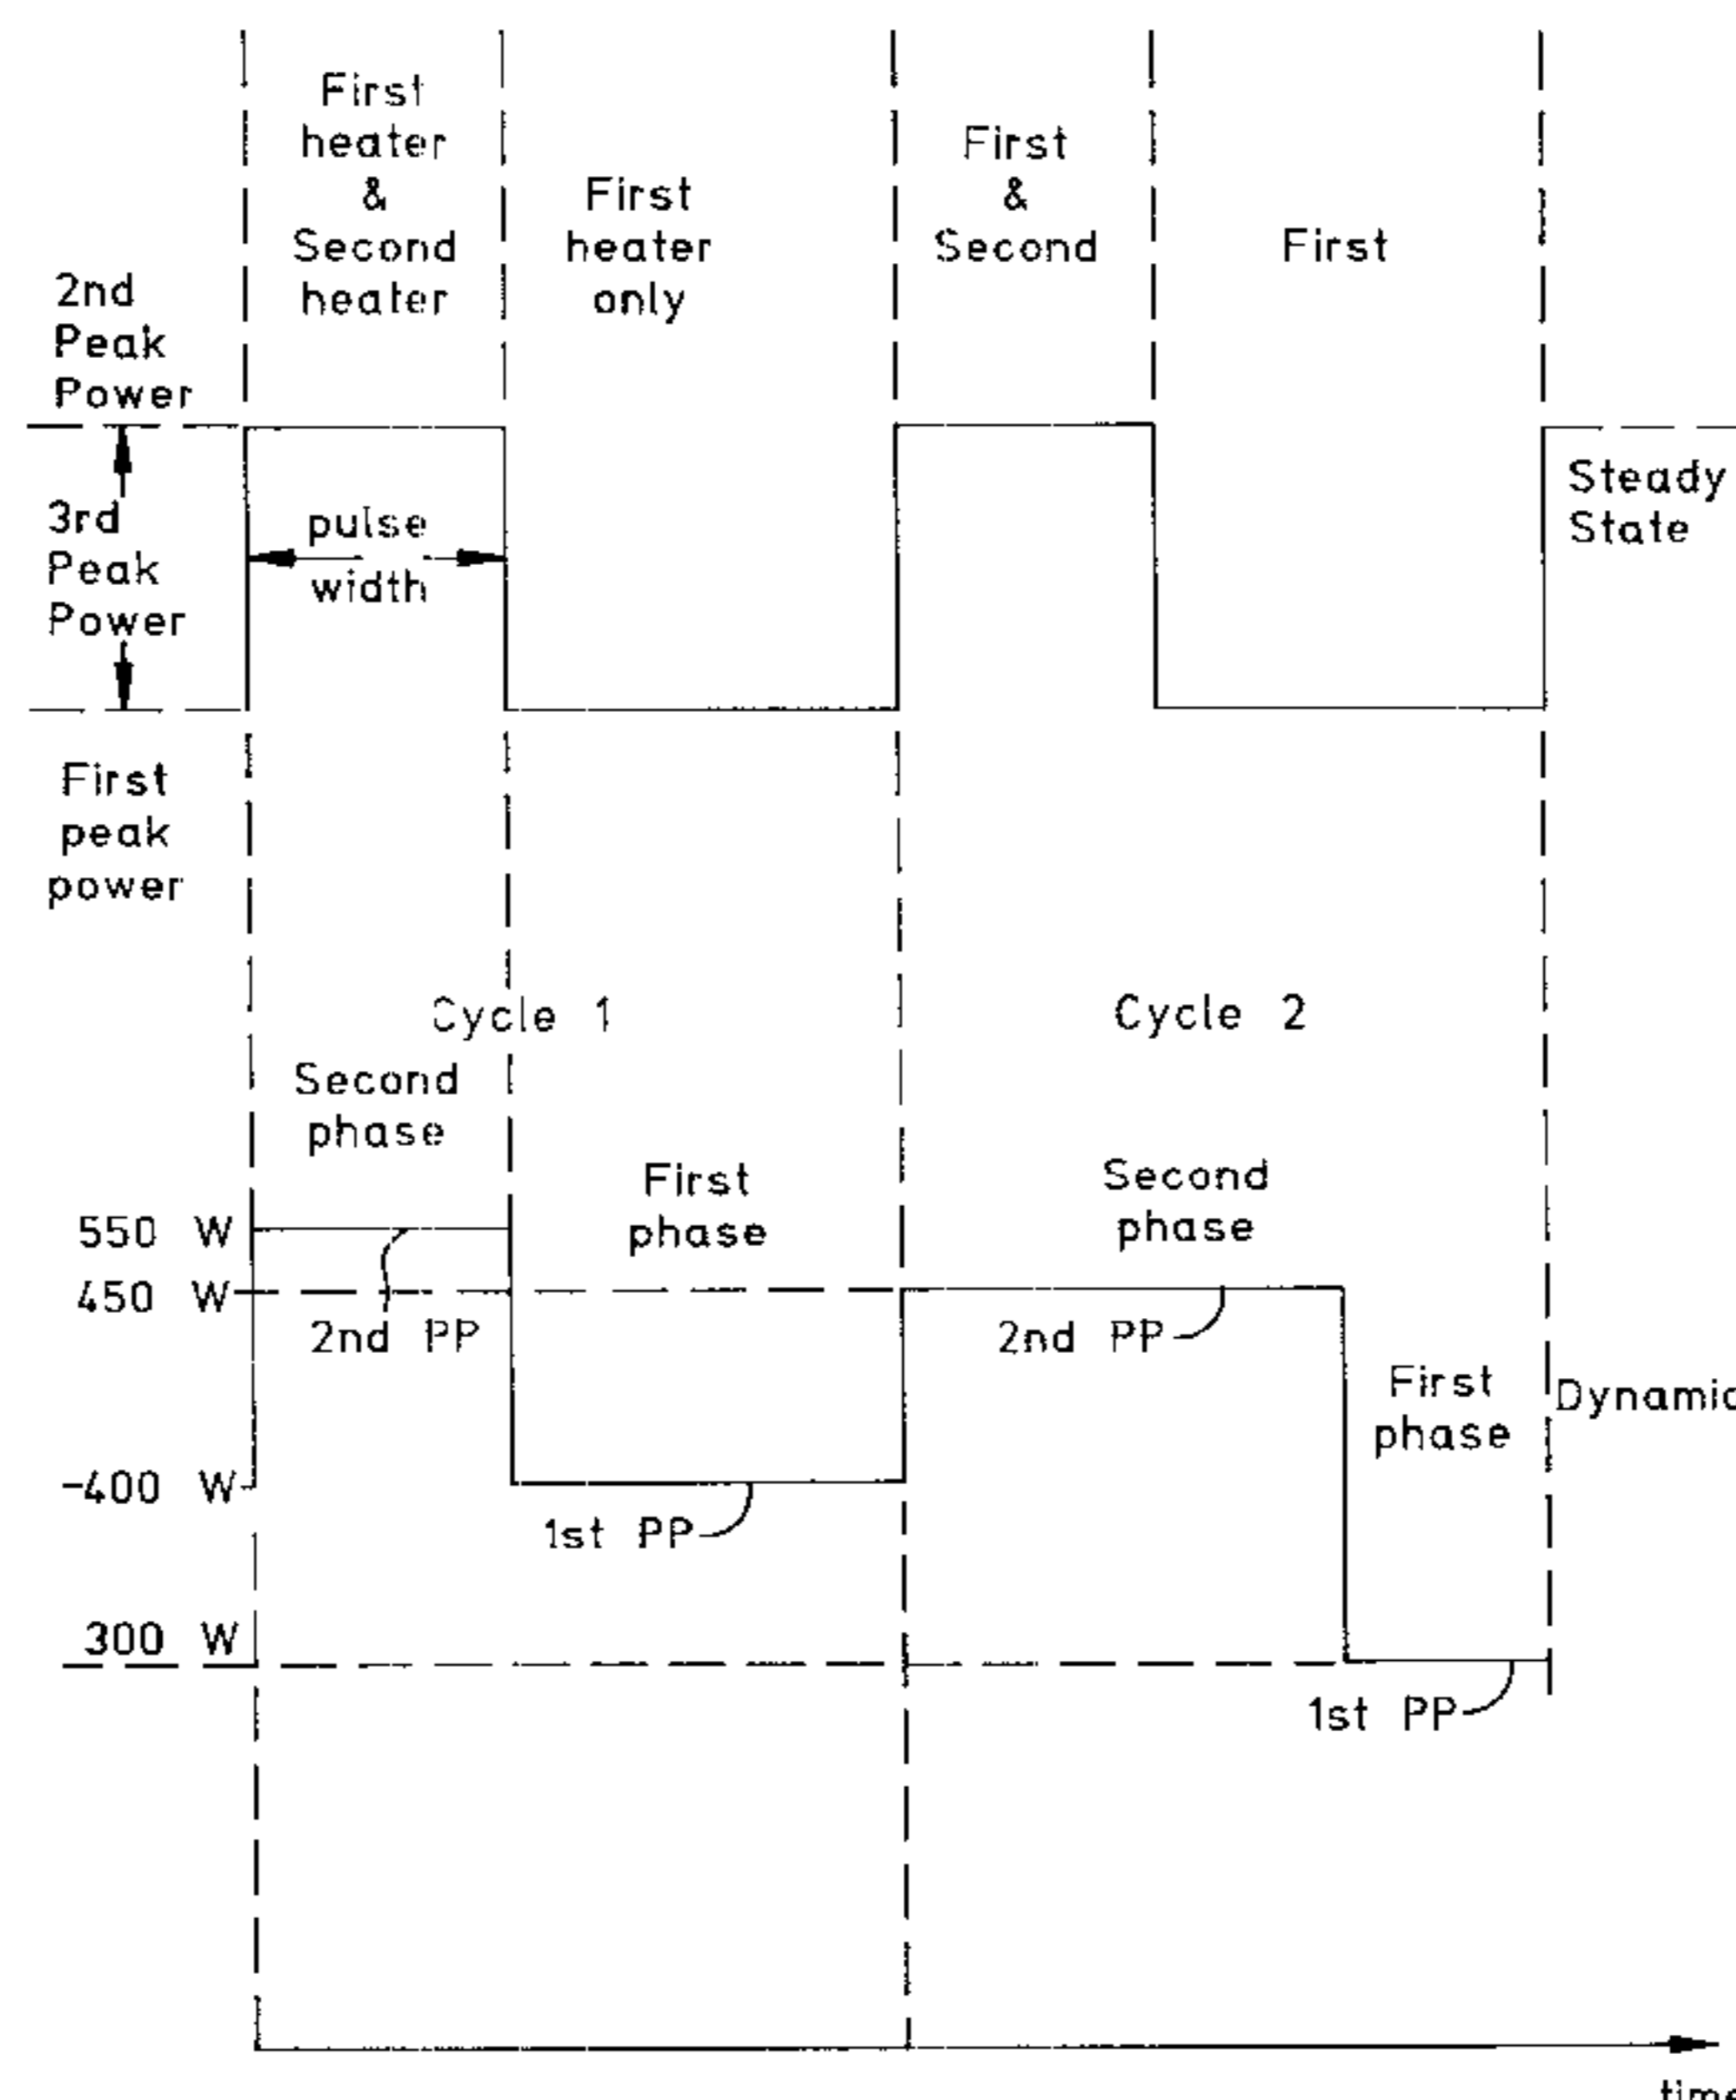 First
heater
&
Second
heater
First
heater
only
First
&
Second
First
2nd
Peak
Power
3rd
Peak
Power
pulse
width
Steady
State
First
peak
power
Cycle 1
Cycle 2
Second
phase
First
phase
Second
phase
550 W
450 W
2nd PP
2nd PP
First
phase
Dynamic
-400 W
1st PP
300 W
1st PP
time